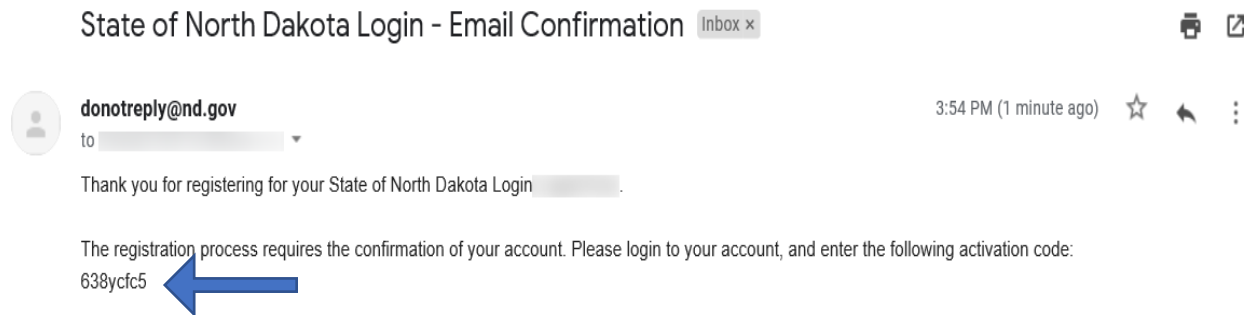 State of North Dakota Login - Email Confirmation Inbox ×
donotreply@nd.gov 3:54 PM (1 minute ago)
to
Thank you for registering for your State of North Dakota Login .
The registration process requires the confirmation of your account. Please login to your account, and enter the following activation code:
638ycfc5